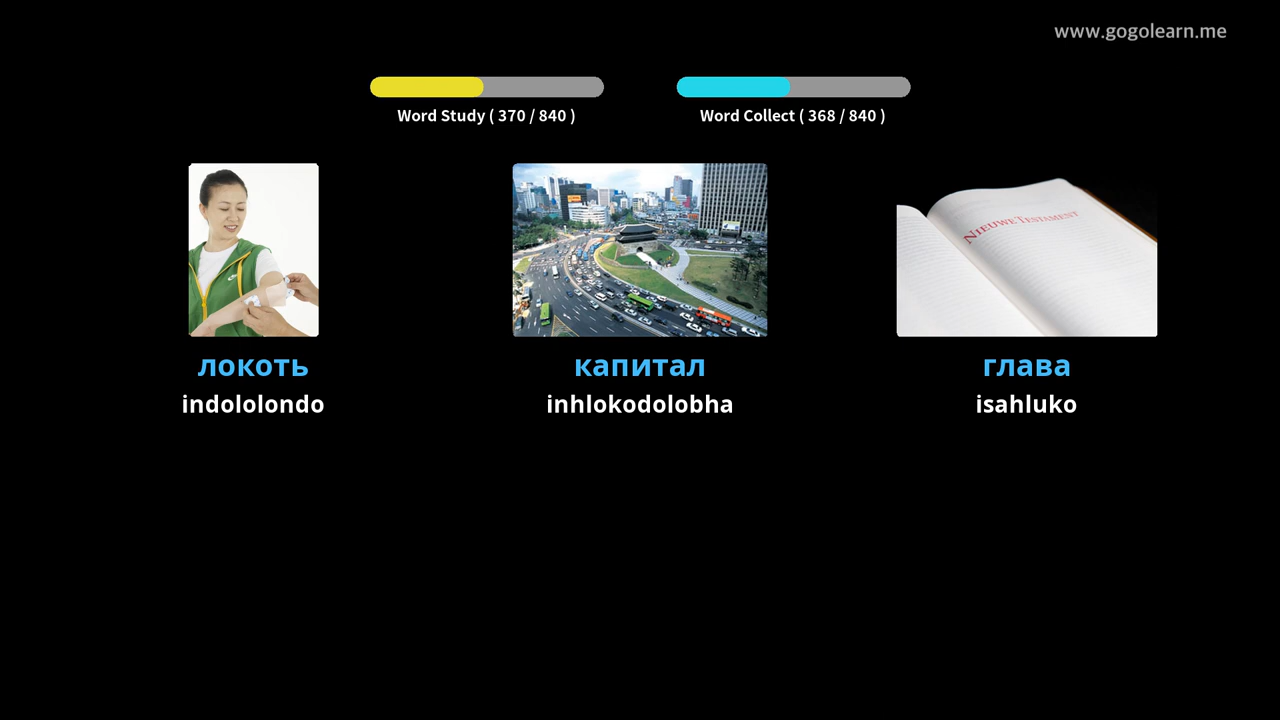 www.gogolearn.me
Word Study ( 370 / 840 )
Word Collect ( 368 / 840 )
NIEUWE TESTAMENT
локоть
капитал
глава
indololondo
inhlokodolobha
isahluko